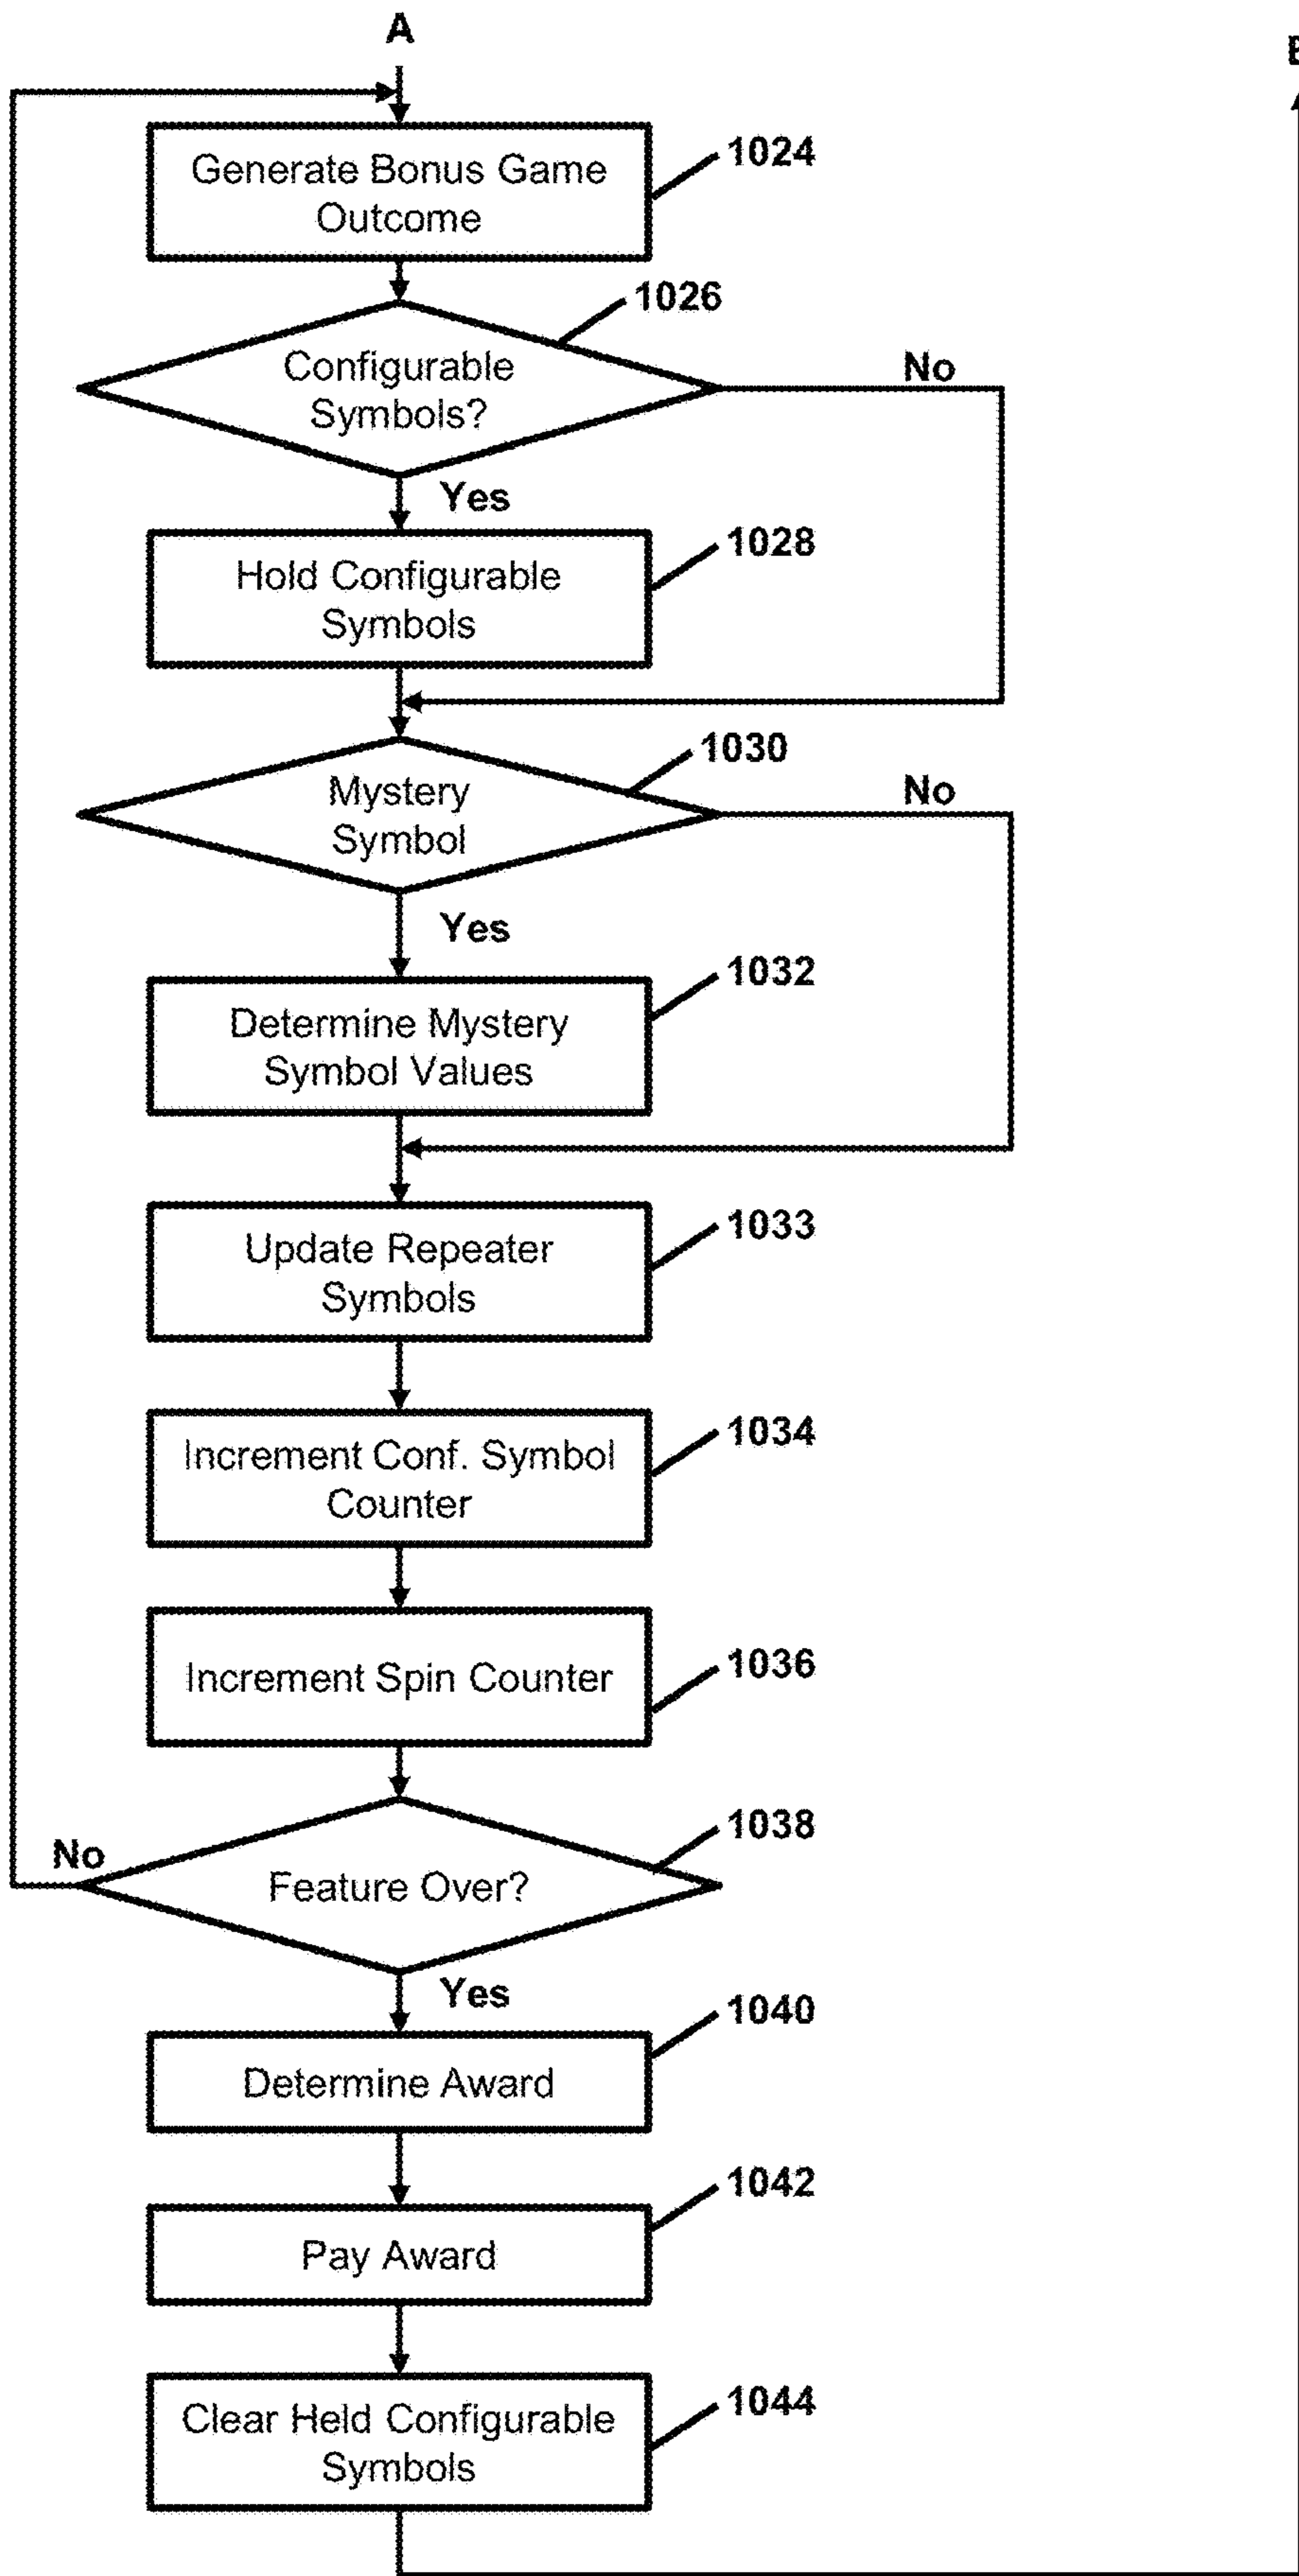 A
Generate Bonus Game
Outcome
1024
1026
Configurable
Symbols?
No
Yes
Hold Configurable
Symbols
1028
1030
Mystery
Symbol
No
Yes
Determine Mystery
Symbol Values
1032
Update Repeater
Symbols
1033
Increment Conf. Symbol
Counter
1034
Increment Spin Counter
1036
No
Feature Over?
1038
Yes
Determine Award
1040
Pay Award
1042
Clear Held Configurable
Symbols
1044